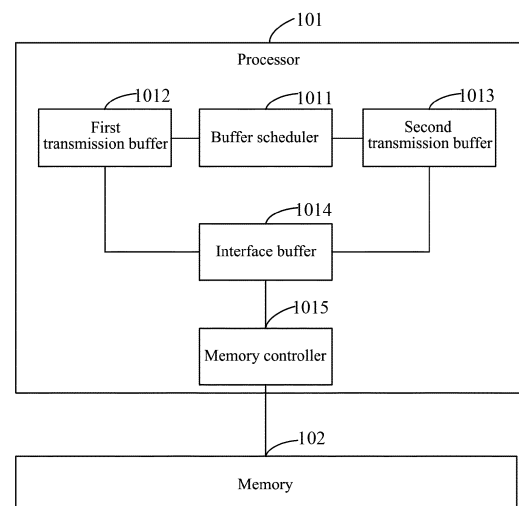 101
Processor
1012
1011
1013
First
transmission buffer
Buffer scheduler
Second
transmission buffer
1014
Interface buffer
1015
Memory controller
102
Memory